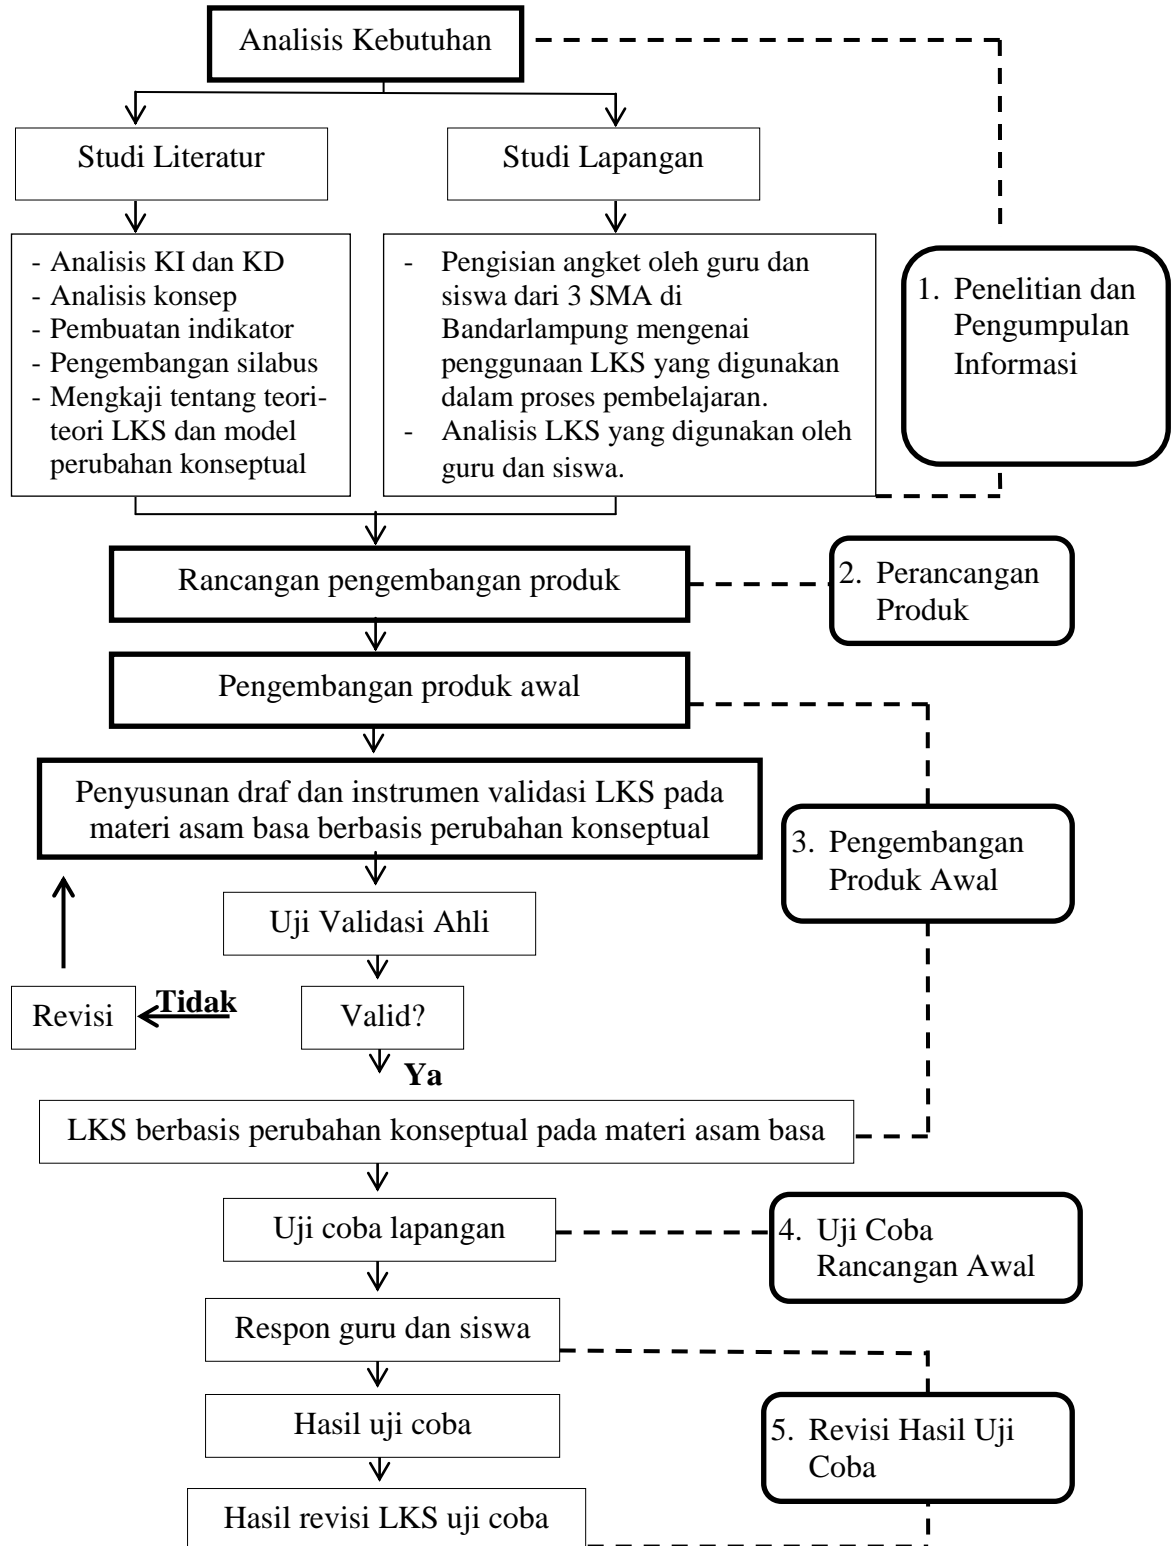 Analisis Kebutuhan
Studi Literatur
Studi Lapangan
- Analisis KI dan KD
- Analisis konsep
- Pembuatan indikator
- Pengembangan silabus
- Mengkaji tentang teori-
teori LKS dan model
perubahan konseptual
- Pengisian angket oleh guru dan
siswa dari 3 SMA di
Bandarlampung mengenai
penggunaan LKS yang digunakan
dalam proses pembelajaran.
- Analisis LKS yang digunakan oleh
guru dan siswa.
1. Penelitian dan
Pengumpulan
Informasi
Rancangan pengembangan produk
2. Perancangan
Produk
Pengembangan produk awal
Penyusunan draf dan instrumen validasi LKS pada
materi asam basa berbasis perubahan konseptual
3. Pengembangan
Produk Awal
Uji Validasi Ahli
Revisi
Tidak
Valid?
Ya
LKS berbasis perubahan konseptual pada materi asam basa
Uji coba lapangan
4. Uji Coba
Rancangan Awal
Respon guru dan siswa
Hasil uji coba
5. Revisi Hasil Uji
Coba
Hasil revisi LKS uji coba